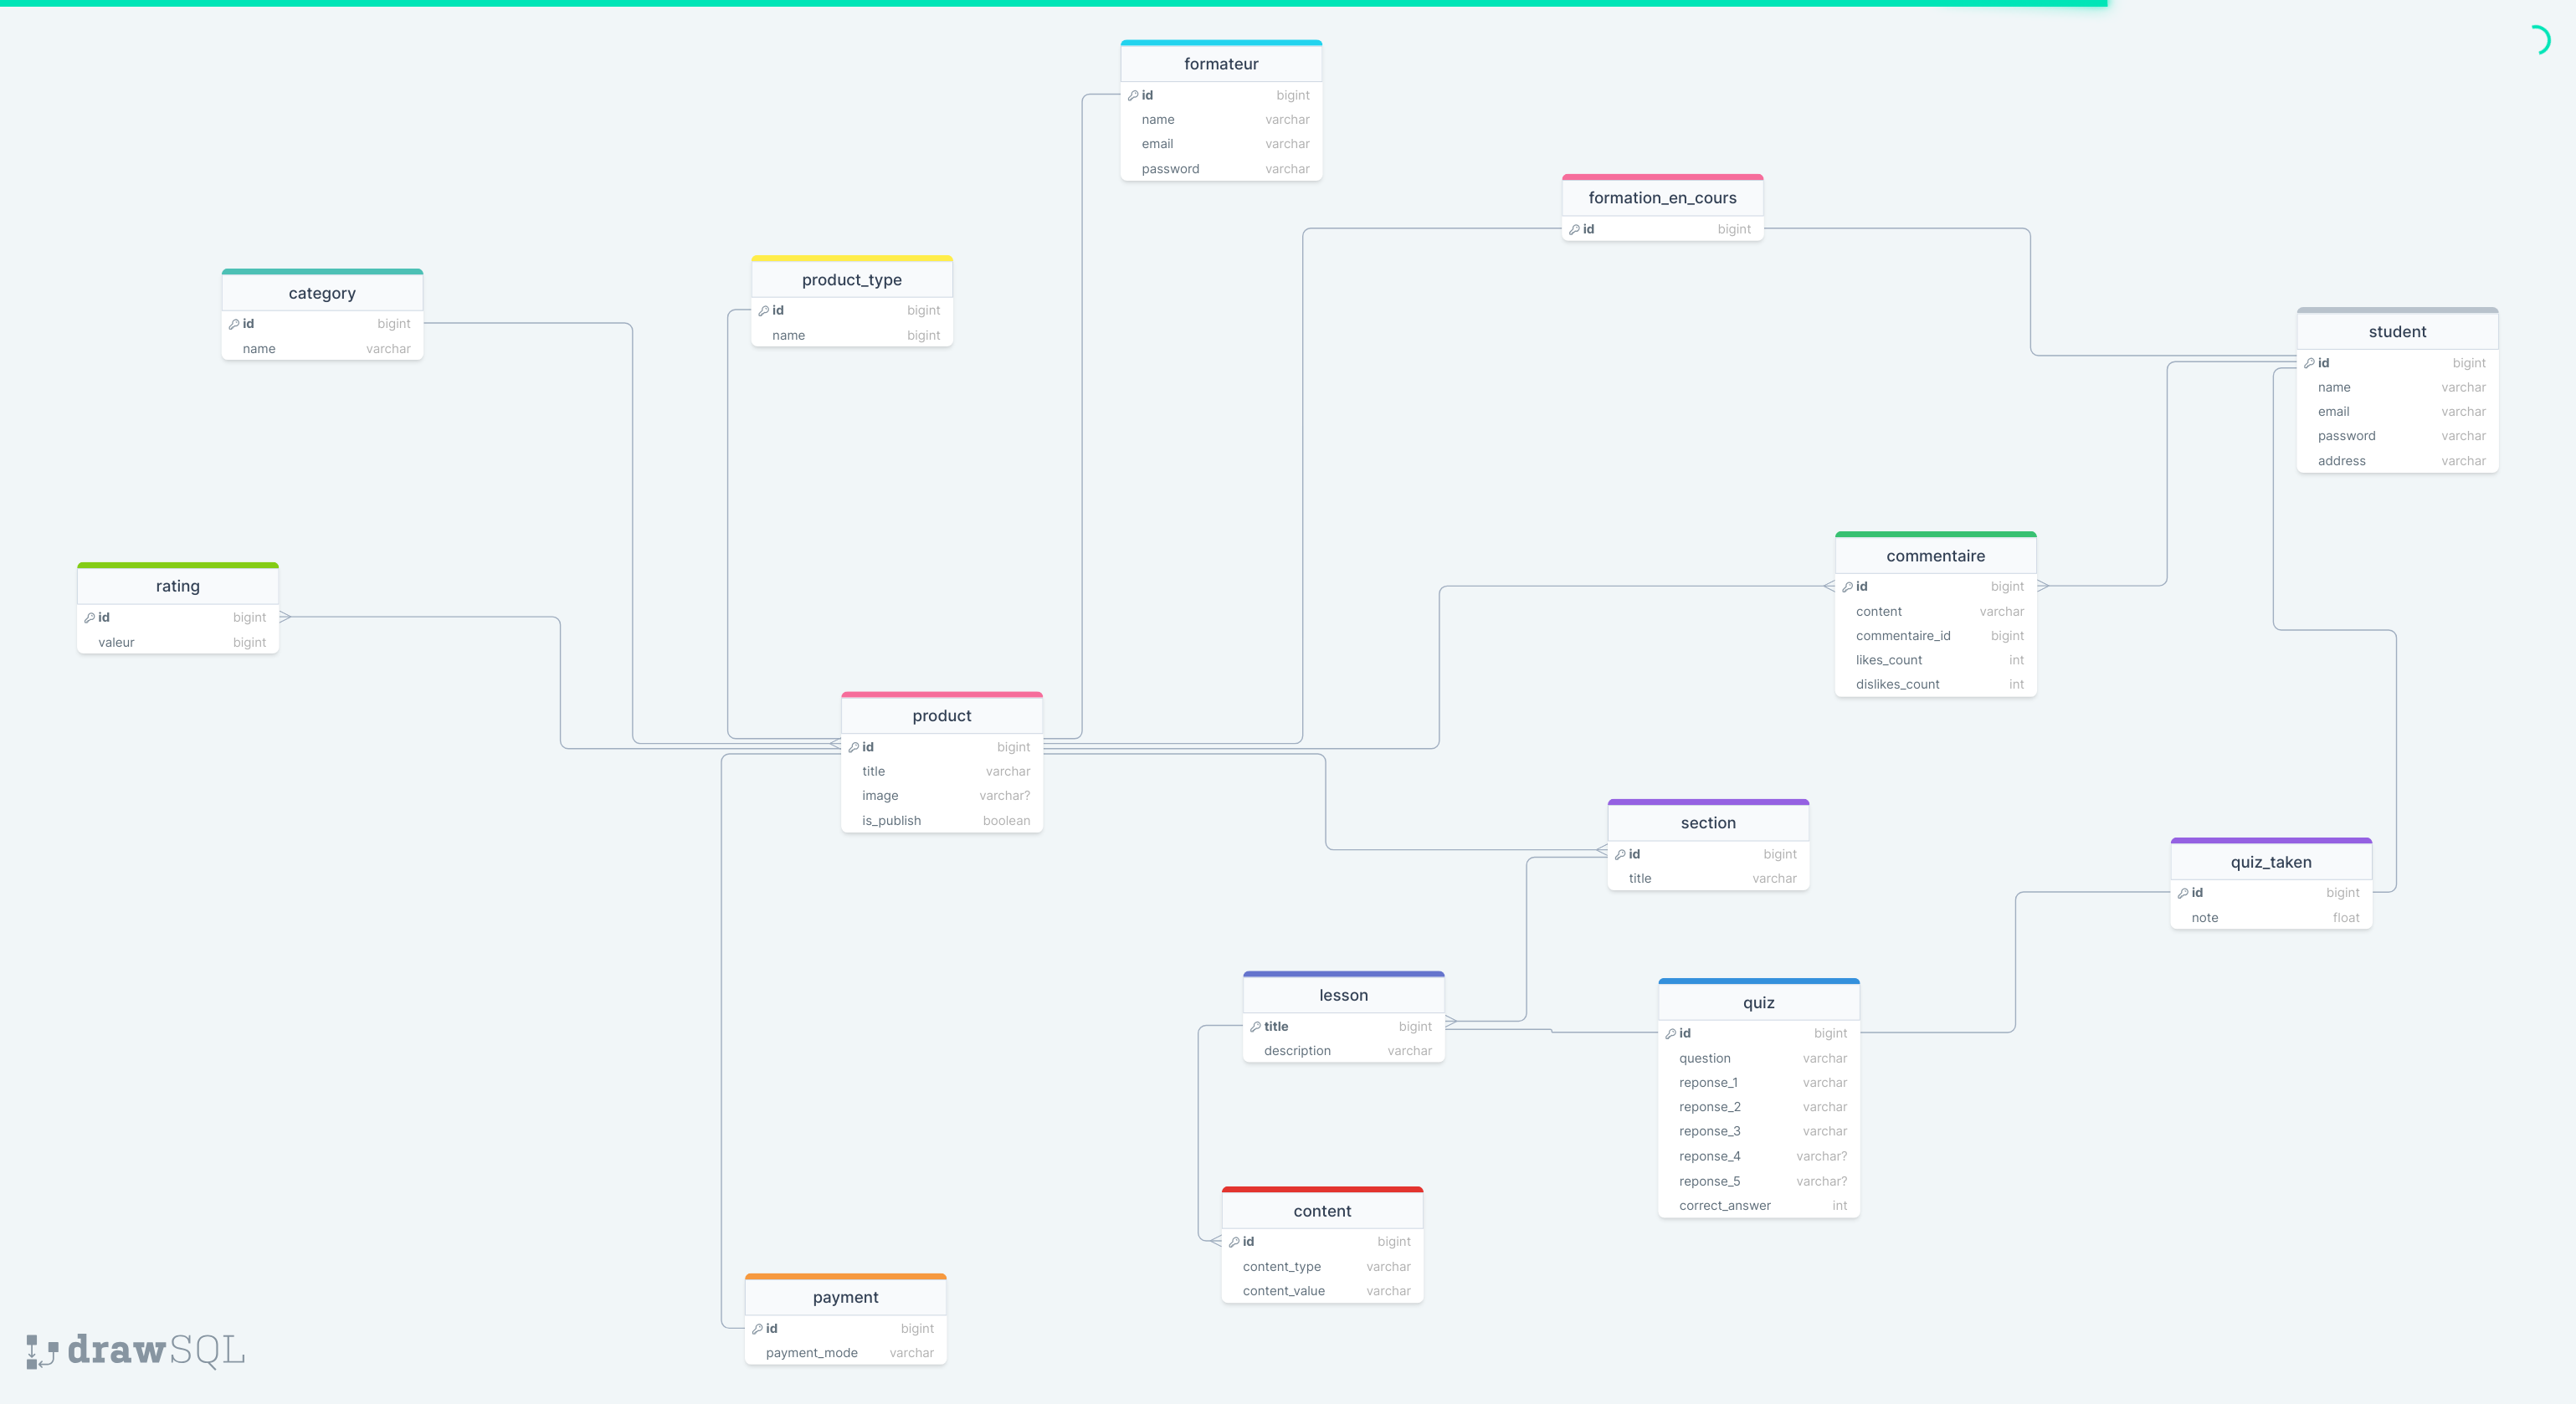 formateur
id bigint
name varchar
email varchar
password varchar
formation_en_cours
id bigint
product_type
id bigint
name bigint
category
id bigint
name varchar
student
id bigint
name varchar
email varchar
password varchar
address varchar
commentaire
id bigint
content varchar
commentaire_id bigint
likes_count int
dislikes_count int
rating
id bigint
valeur bigint
product
id bigint
title varchar
image varchar?
is_publish boolean
section
id bigint
title varchar
quiz_taken
id bigint
note float
lesson
title bigint
description varchar
quiz
id bigint
question varchar
reponse_1 varchar
reponse_2 varchar
reponse_3 varchar
reponse_4 varchar?
reponse_5 varchar?
correct_answer int
content
id bigint
content_type varchar
content_value varchar
payment
id bigint
payment_mode varchar
drawSQL